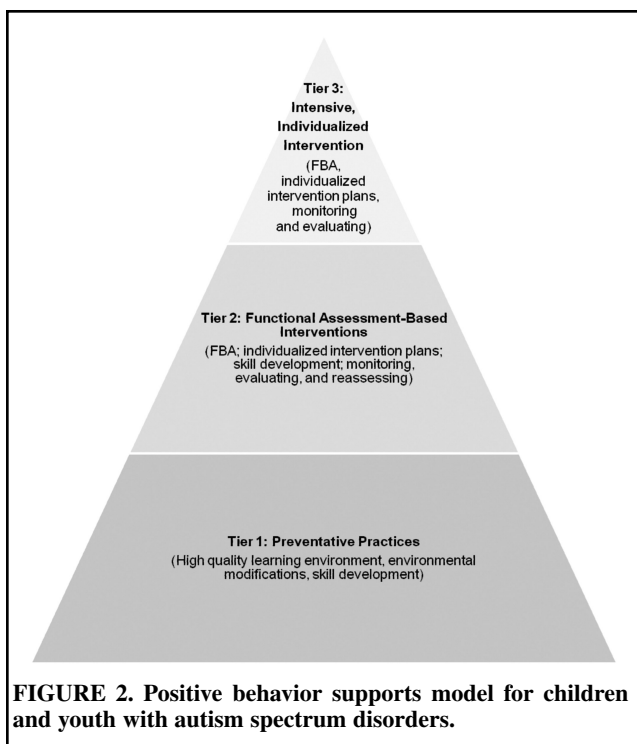 Tier 3:
Intensive,
Individualized
Intervention
(FBA,
individualized
intervention plans,
monitoring
and evaluating)
Tier 2: Functional Assessment-Based
Interventions
(FBA; individualized intervention plans;
skill development; monitoring,
evaluating, and reassessing)
Tier 1: Preventative Practices
(High quality learning environment, environmental
modifications, skill development)
FIGURE 2. Positive behavior supports model for children
and youth with autism spectrum disorders.